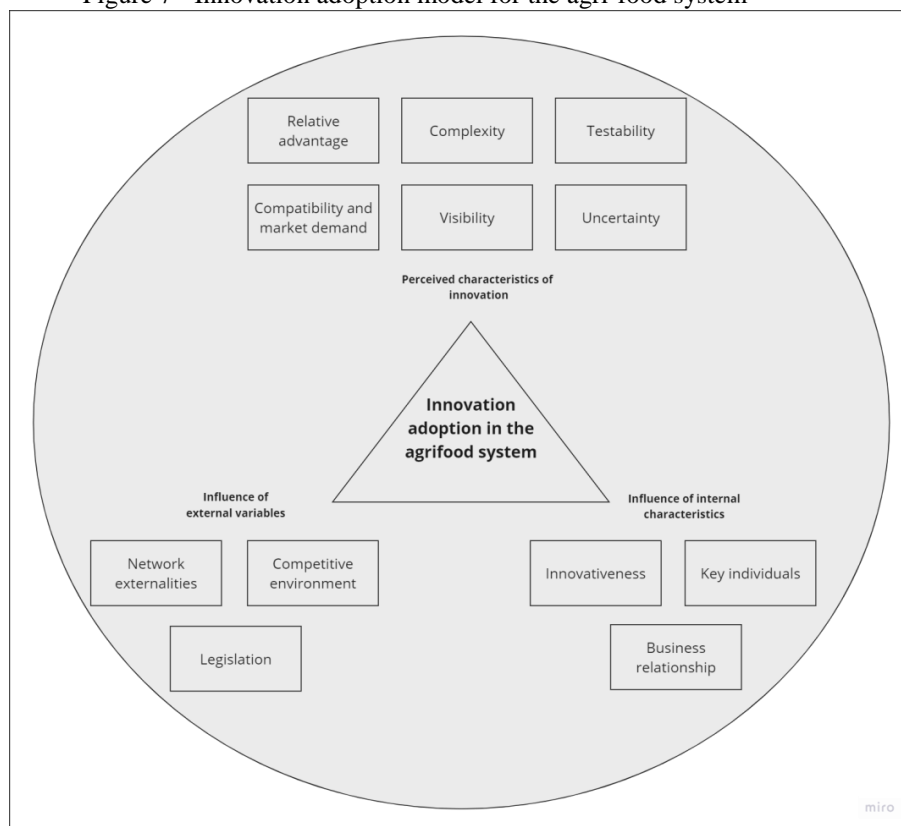 Figure 7 - Innovation adoption model for the agri-food system
Relative
advantage
Complexity
Testability
Compatibility and
market demand
Visibility
Uncertainty
Perceived characteristics of
innovation
Innovation
adoption in the
agrifood system
Influence of
external variables
Influence of internal
characteristics
Network
externalities
Competitive
environment
Innovativeness
Key individuals
Legislation
Business
relationship
miro